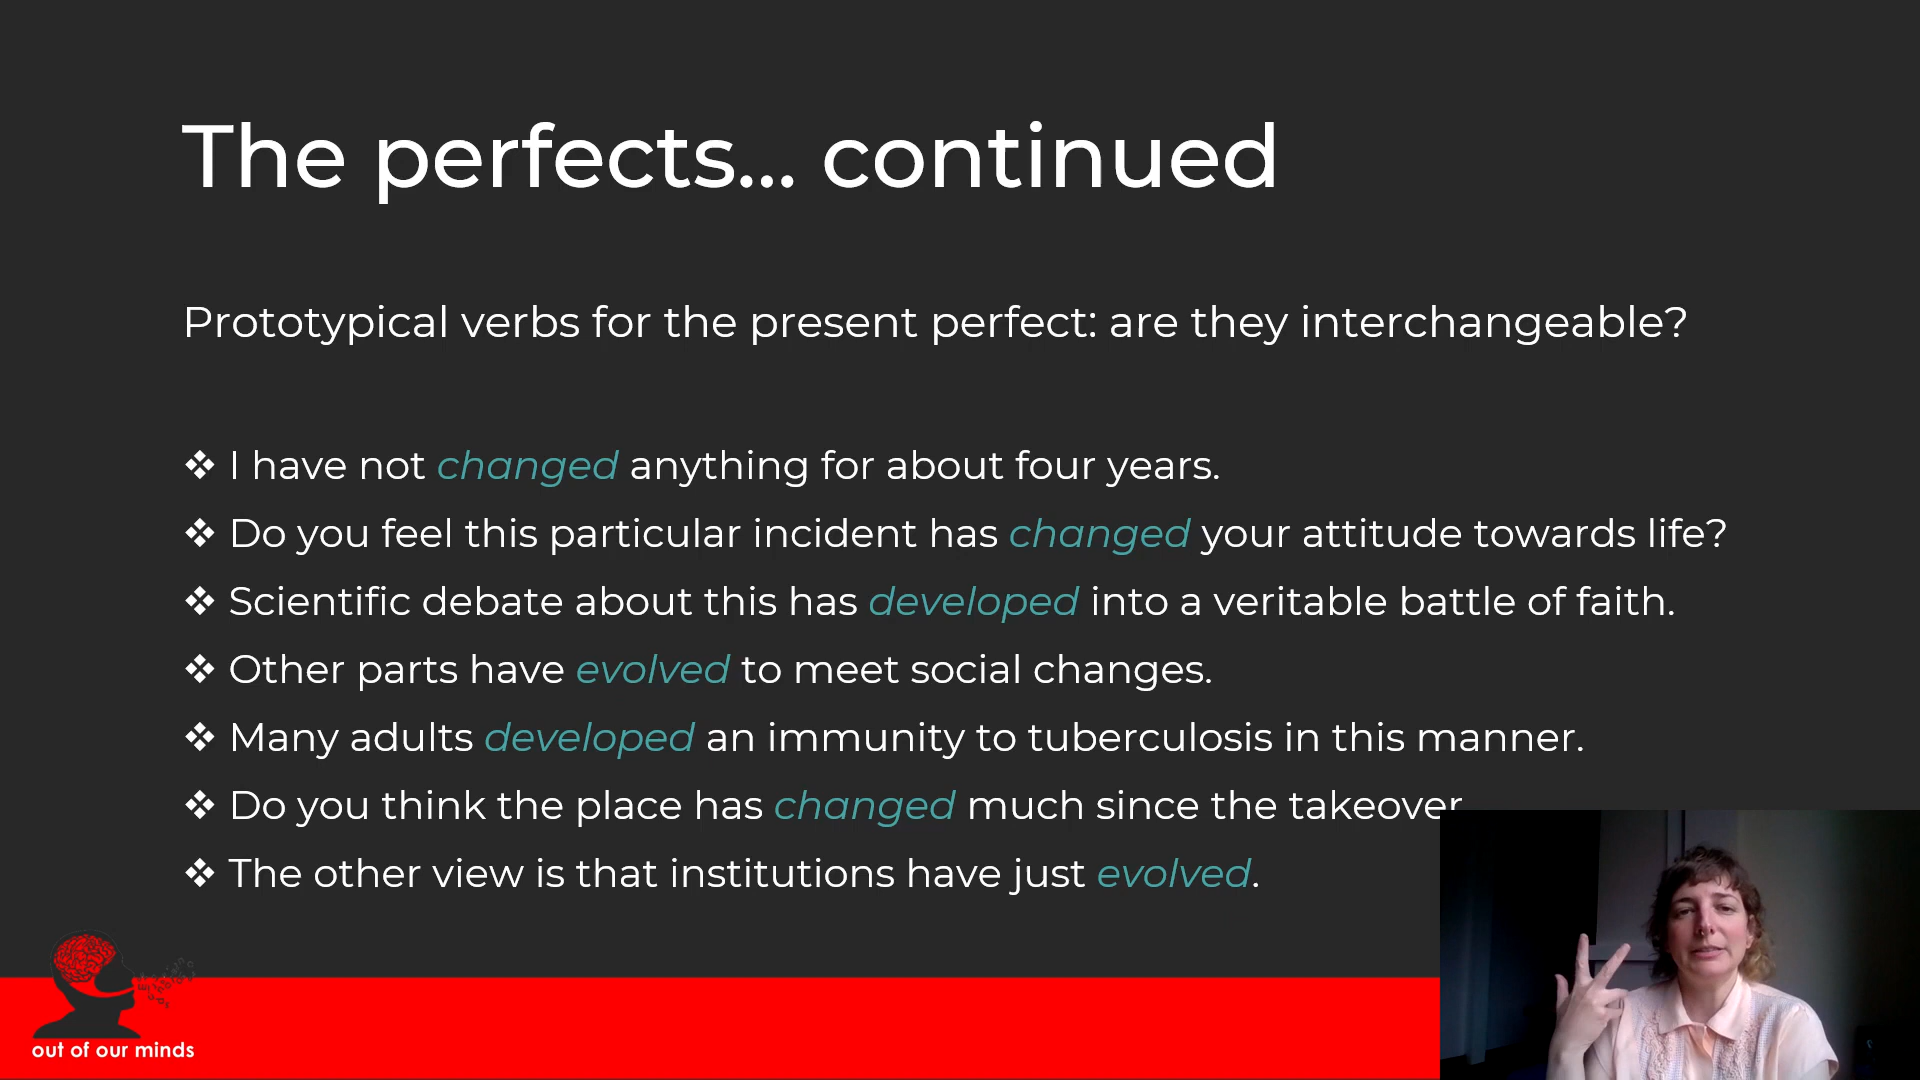 The perfects... continued
Prototypical verbs for the present perfect: are they interchangeable?
❖ I have not changed anything for about four years.
❖ Do you feel this particular incident has changed your attitude towards life?
❖ Scientific debate about this has developed into a veritable battle of faith.
❖ Other parts have evolved to meet social changes.
❖ Many adults developed an immunity to tuberculosis in this manner.
❖ Do you think the place has changed much since the takeover
❖ The other view is that institutions have just evolved.
out of our minds